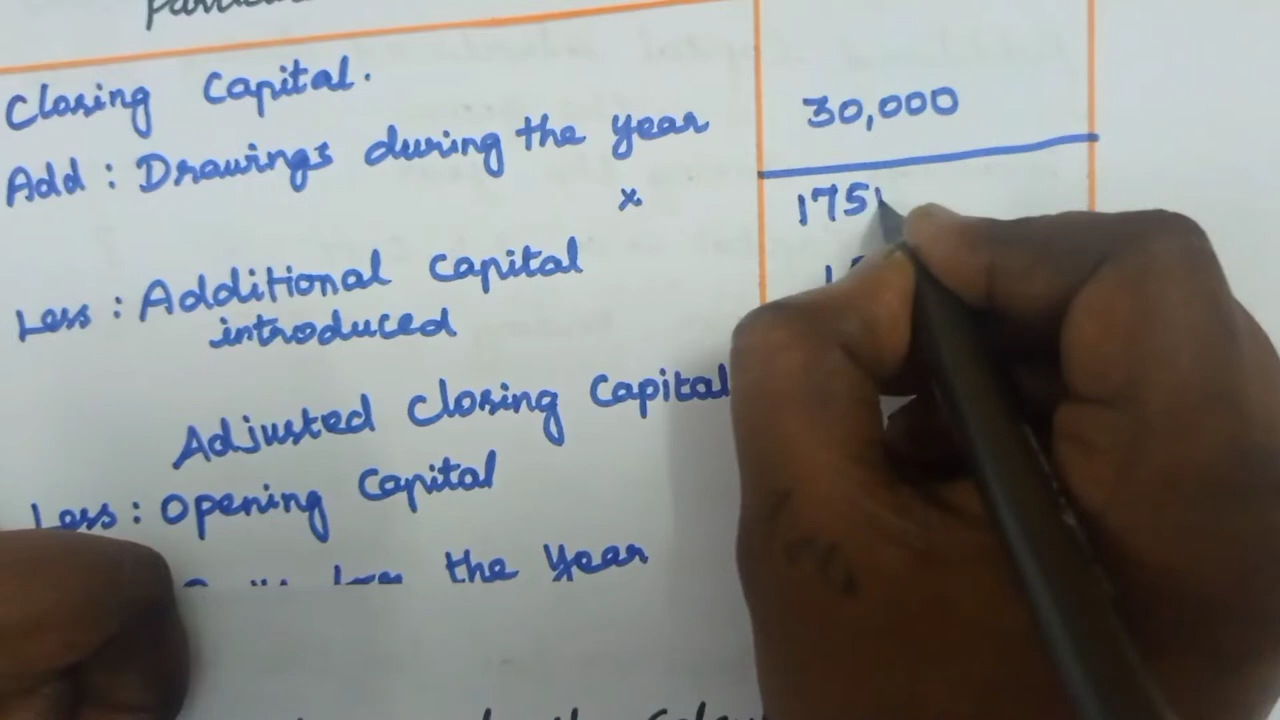 Closing Capital.
30,000
Add : Drawings during the year
x
175
Less : Additional Capital
introduced
Adjusted Closing Capital
Less : Opening Capital
the Year